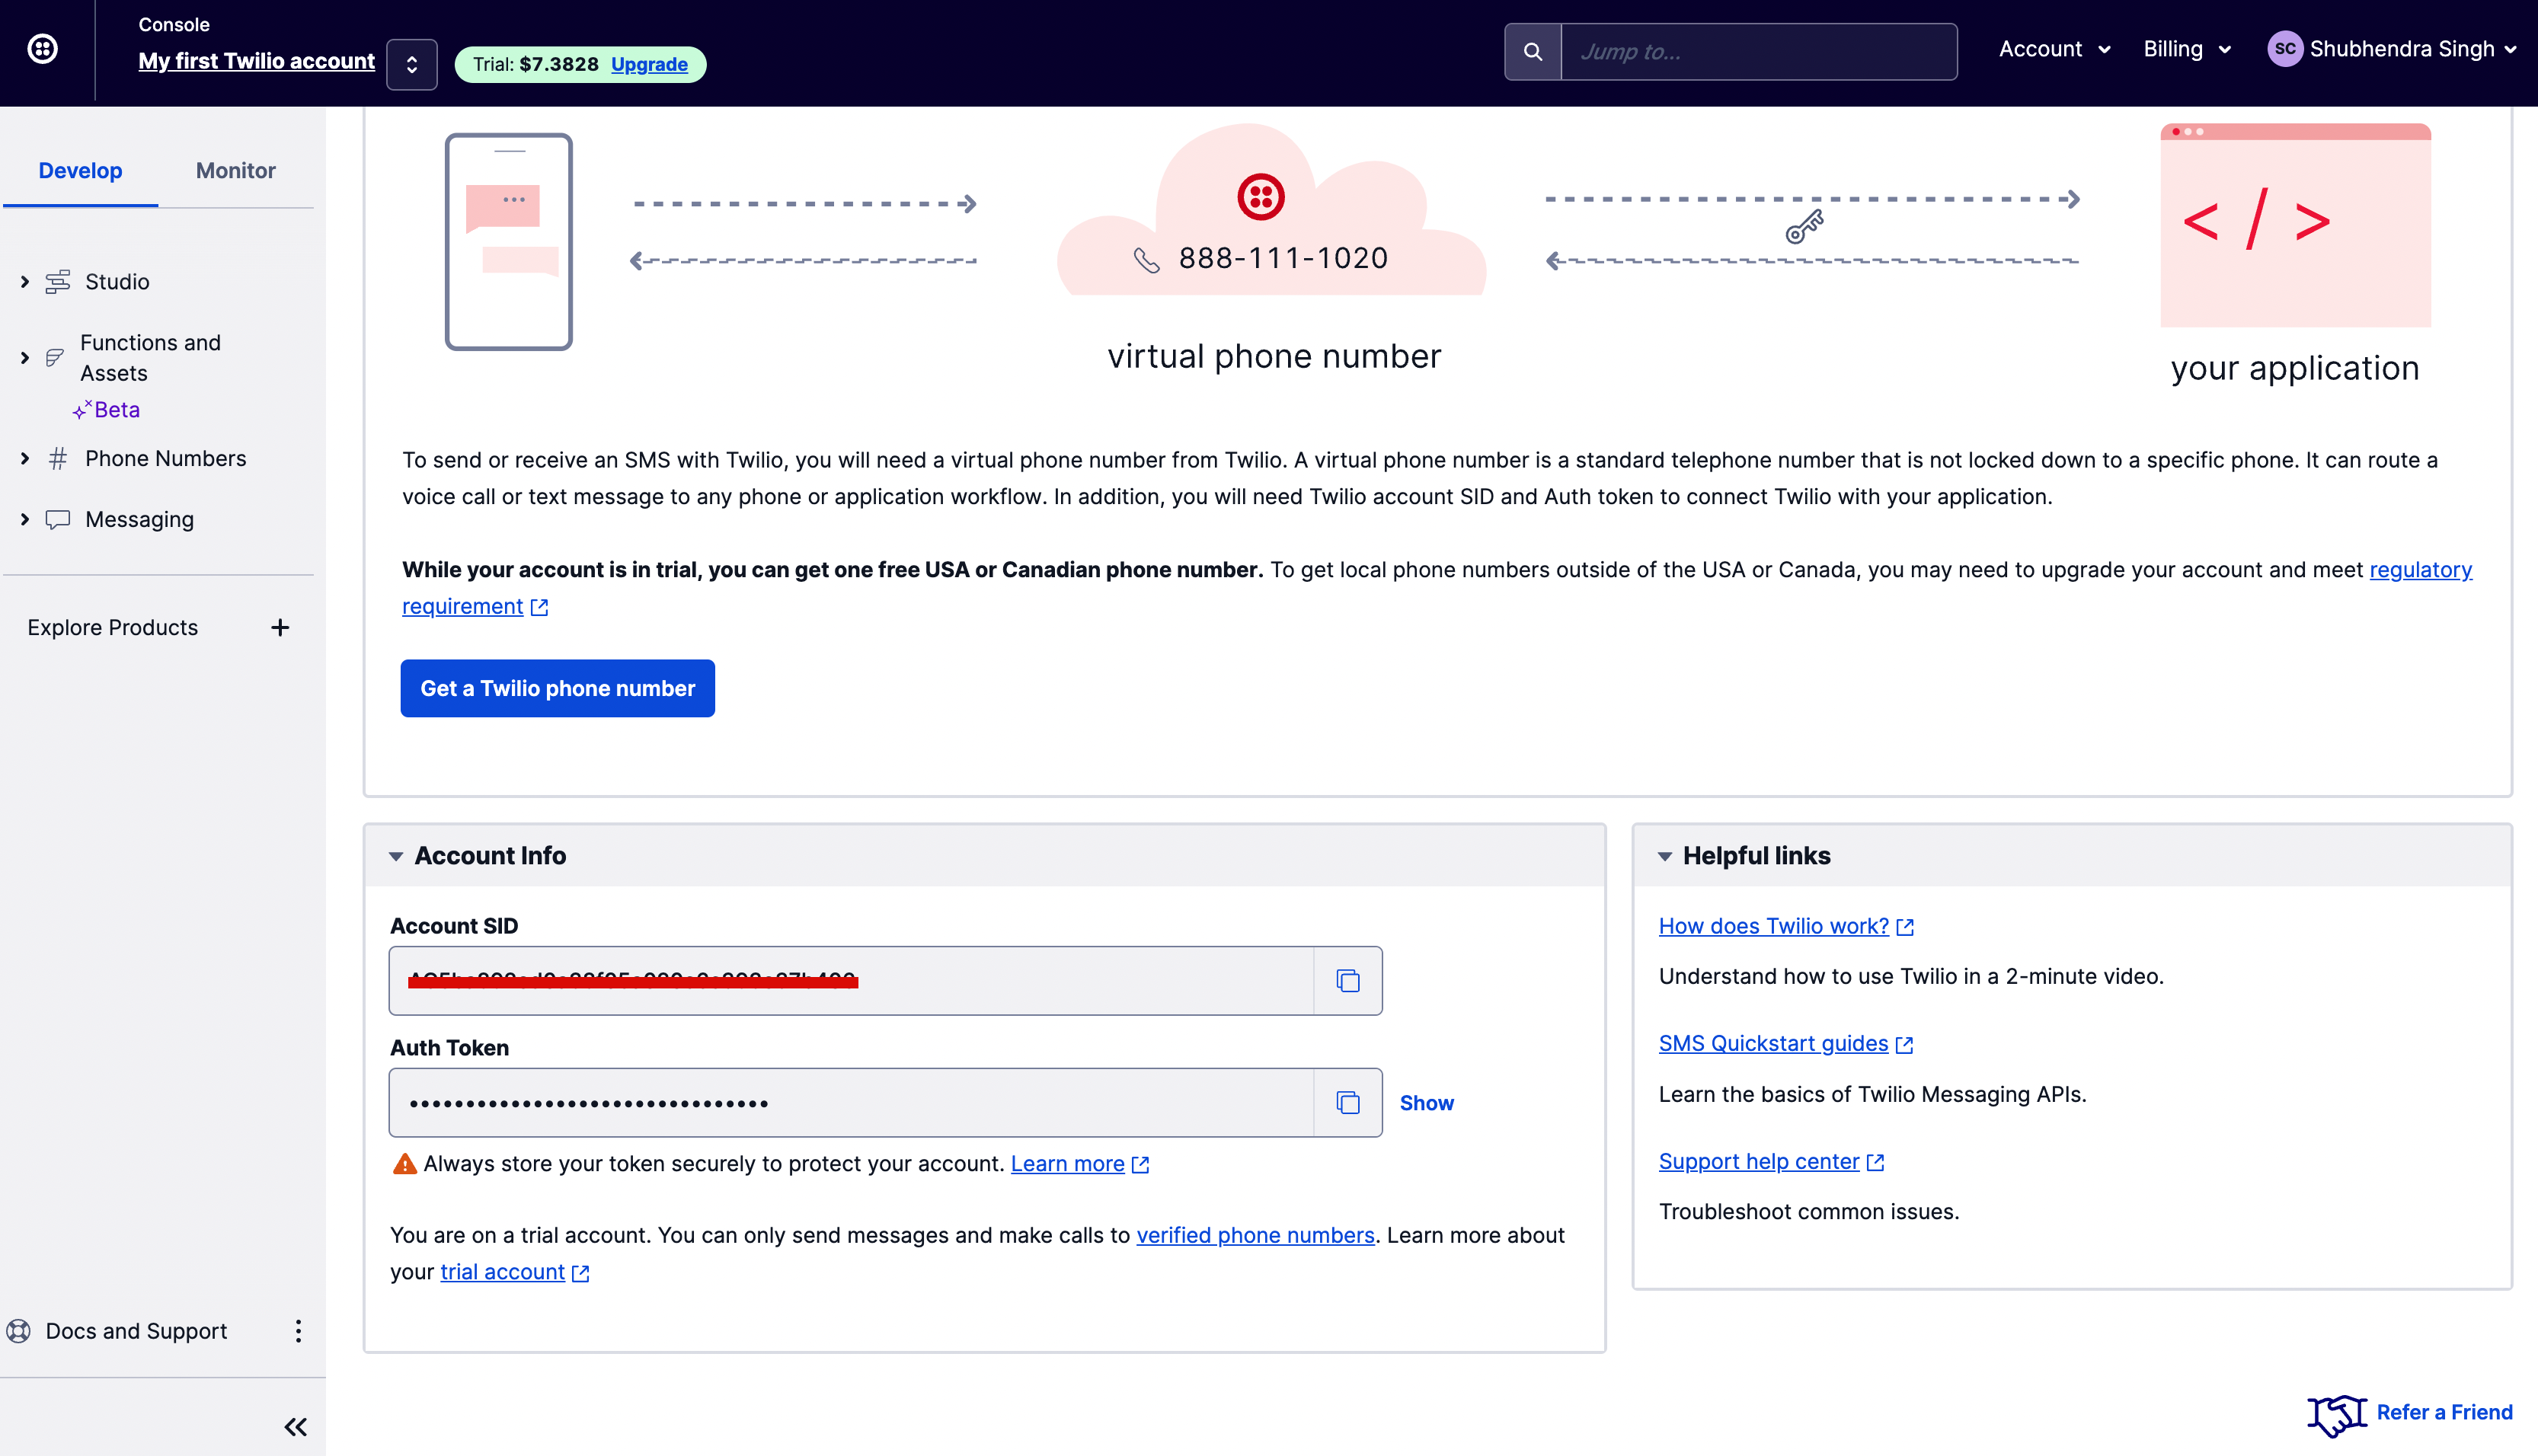 Console
My first Twilio account
Trial: $7.3828 Upgrade
Jump to...
Account
Billing
SC Shubhendra Singh
Develop
Monitor
Studio
Functions and
Assets
Beta
Phone Numbers
Messaging
Explore Products
Docs and Support
888-111-1020
virtual phone number
</>
your application
To send or receive an SMS with Twilio, you will need a virtual phone number from Twilio. A virtual phone number is a standard telephone number that is not locked down to a specific phone. It can route a
voice call or text message to any phone or application workflow. In addition, you will need Twilio account SID and Auth token to connect Twilio with your application.
While your account is in trial, you can get one free USA or Canadian phone number. To get local phone numbers outside of the USA or Canada, you may need to upgrade your account and meet regulatory
requirement
Get a Twilio phone number
Account Info
Account SID
Auth Token
••••••••••••••••••••••••••••••••
Show
Always store your token securely to protect your account. Learn more
You are on a trial account. You can only send messages and make calls to verified phone numbers. Learn more about
your trial account
Helpful links
How does Twilio work?
Understand how to use Twilio in a 2-minute video.
SMS Quickstart guides
Learn the basics of Twilio Messaging APIs.
Support help center
Troubleshoot common issues.
Refer a Friend